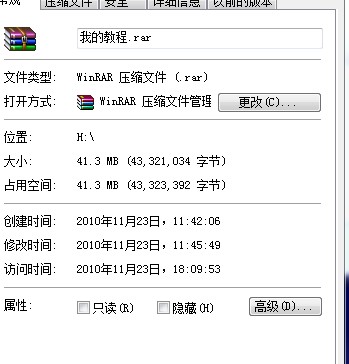 常规 压缩文件 安全 详细信息 以前的版本
我的教程.rar
文件类型: WinRAR 压缩文件 (.rar)
打开方式: WinRAR 压缩文件管理 更改(C)...
位置: H:\
大小: 41.3 MB (43,321,034 字节)
占用空间: 41.3 MB (43,323,392 字节)
创建时间: 2010年11月23日，11:42:06
修改时间: 2010年11月23日，11:45:49
访问时间: 2010年11月23日，18:09:53
属性: 只读(R) 隐藏(H) 高级(D)...